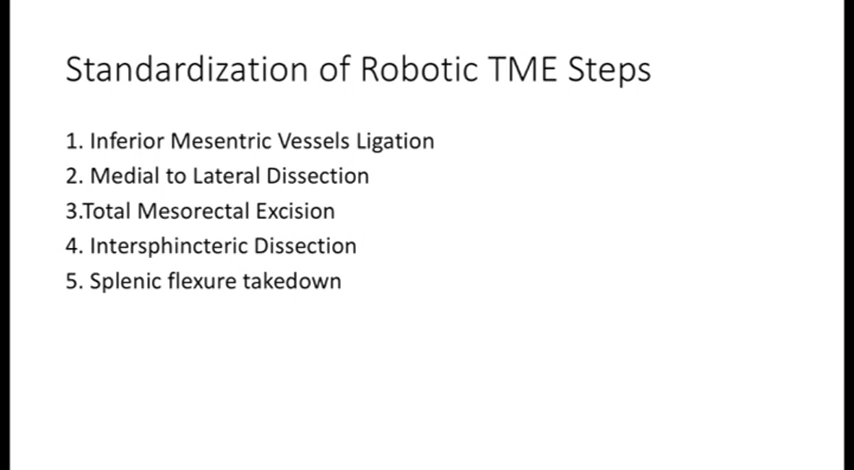 Standardization of Robotic TME Steps
1. Inferior Mesentric Vessels Ligation
2. Medial to Lateral Dissection
3.Total Mesorectal Excision
4. Intersphincteric Dissection
5. Splenic flexure takedown